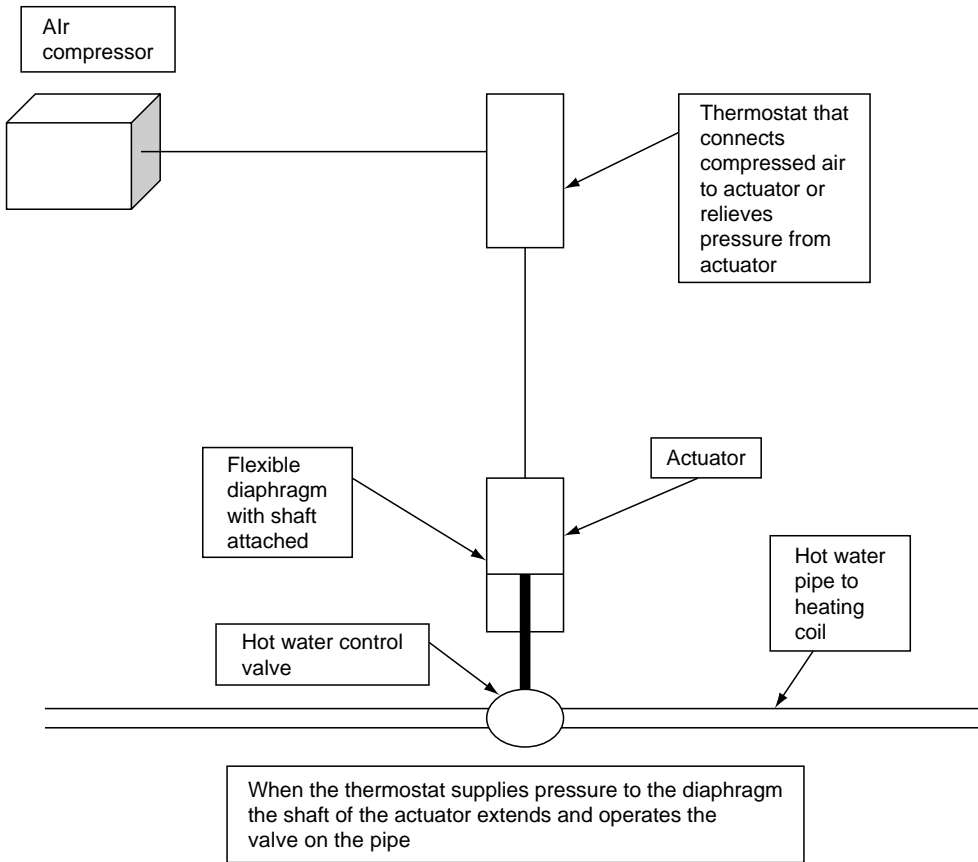 AIr
compressor
Thermostat that
connects
compressed air
to actuator or
relieves
pressure from
actuator
Flexible
diaphragm
with shaft
attached
Actuator
Hot water
pipe to
heating
coil
Hot water control
valve
When the thermostat supplies pressure to the diaphragm
the shaft of the actuator extends and operates the
valve on the pipe